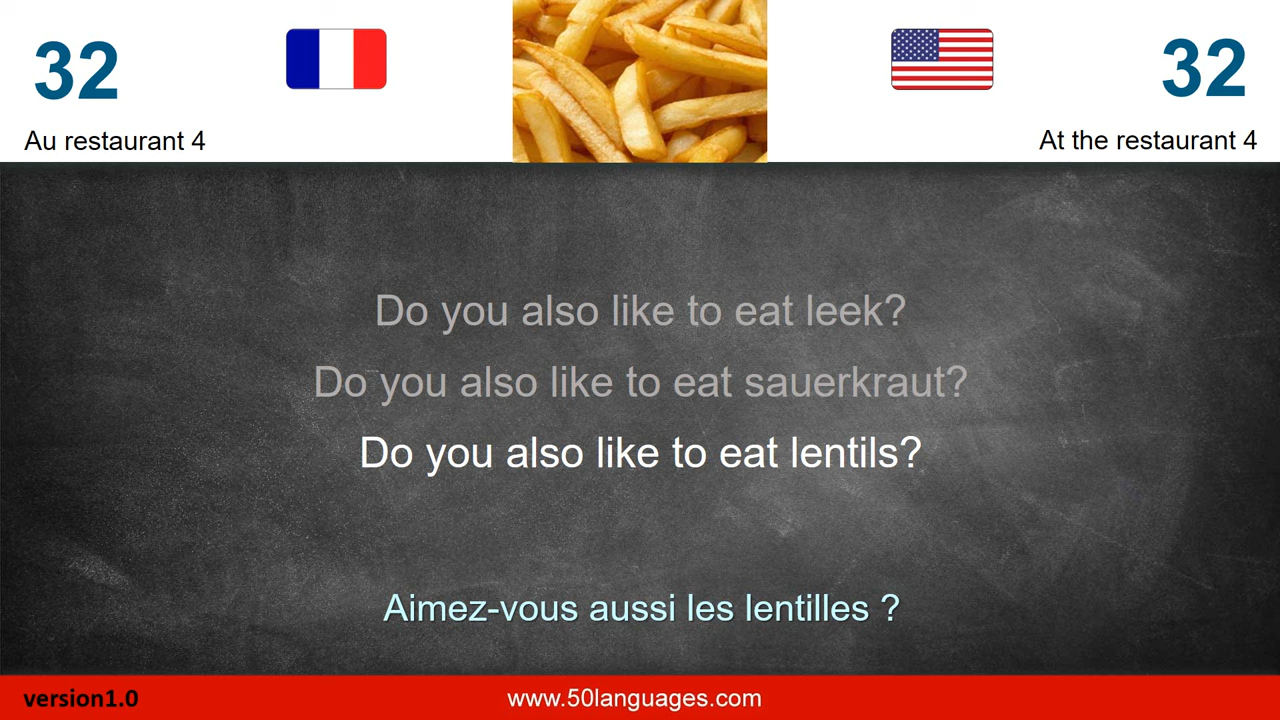 32
32
Au restaurant 4
At the restaurant 4
Do you also like to eat leek?
Do you also like to eat sauerkraut?
Do you also like to eat lentils?
Aimez-vous aussi les lentilles ?
version1.0
www.50languages.com